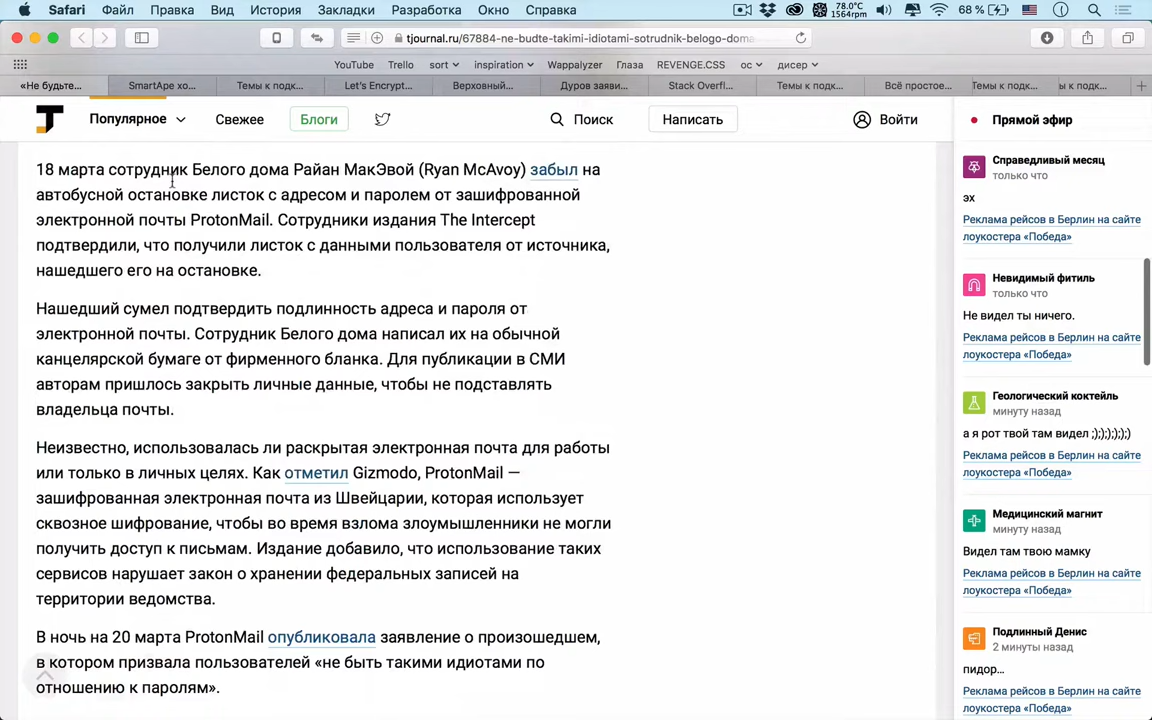 Safari Файл Правка Вид История Закладки Разработка Окно Справка
78.0°C
1564rpm
68 %
tjournal.ru/67884-ne-budte-takimi-idiotami-sotrudnik-belogo-doma
YouTube Trello sort inspiration Wappalyzer Глаза REVENGE.CSS ос дисер
«Не будьте... SmartApe хо... Темы к подк... Let's Encrypt... Верховный... Дуров заяви... Stack Overfl... Темы к подк... Всё простое... Темы к подк... ы к подк...
Популярное Свежее Блоги Поиск Написать Войти
18 марта сотрудник Белого дома Райан МакЭвой (Ryan McAvoy) забыл на
автобусной остановке листок с адресом и паролем от зашифрованной
электронной почты ProtonMail. Сотрудники издания The Intercept
подтвердили, что получили листок с данными пользователя от источника,
нашедшего его на остановке.
Нашедший сумел подтвердить подлинность адреса и пароля от
электронной почты. Сотрудник Белого дома написал их на обычной
канцелярской бумаге от фирменного бланка. Для публикации в СМИ
авторам пришлось закрыть личные данные, чтобы не подставлять
владельца почты.
Неизвестно, использовалась ли раскрытая электронная почта для работы
или только в личных целях. Как отметил Gizmodo, ProtonMail —
зашифрованная электронная почта из Швейцарии, которая использует
сквозное шифрование, чтобы во время взлома злоумышленники не могли
получить доступ к письмам. Издание добавило, что использование таких
сервисов нарушает закон о хранении федеральных записей на
территории ведомства.
В ночь на 20 марта ProtonMail опубликовала заявление о произошедшем,
в котором призвала пользователей «не быть такими идиотами по
отношению к паролям».
Прямой эфир
Справедливый месяц
только что
эх
Реклама рейсов в Берлин на сайте
лоукостера «Победа»
Невидимый фитиль
только что
Не видел ты ничего.
Реклама рейсов в Берлин на сайте
лоукостера «Победа»
Геологический коктейль
минуту назад
а я рот твой там видел ;);););););)
Реклама рейсов в Берлин на сайте
лоукостера «Победа»
Медицинский магнит
минуту назад
Видел там твою мамку
Реклама рейсов в Берлин на сайте
лоукостера «Победа»
Подлинный Денис
2 минуты назад
пидор...
Реклама рейсов в Берлин на сайте
лоукостера «Победа»